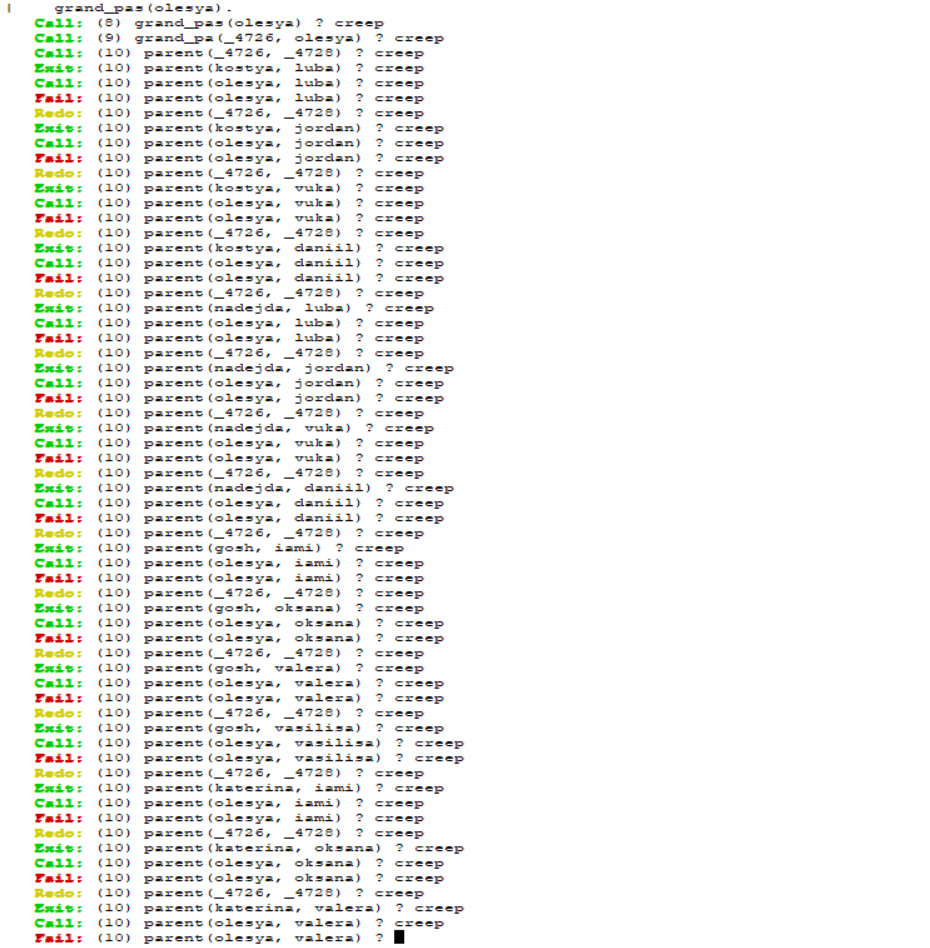 | grand_pas(olesya).
Call: (8) grand_pas(olesya) ? creep
Call: (9) grand_pa(_4726, olesya) ? creep
Call: (10) parent(_4726, _4728) ? creep
Exit: (10) parent(kostya, luba) ? creep
Call: (10) parent(olesya, luba) ? creep
Fail: (10) parent(olesya, luba) ? creep
Redo: (10) parent(_4726, _4728) ? creep
Exit: (10) parent(kostya, jordan) ? creep
Call: (10) parent(olesya, jordan) ? creep
Fail: (10) parent(olesya, jordan) ? creep
Redo: (10) parent(_4726, _4728) ? creep
Exit: (10) parent(kostya, vuka) ? creep
Call: (10) parent(olesya, vuka) ? creep
Fail: (10) parent(olesya, vuka) ? creep
Redo: (10) parent(_4726, _4728) ? creep
Exit: (10) parent(kostya, daniil) ? creep
Call: (10) parent(olesya, daniil) ? creep
Fail: (10) parent(olesya, daniil) ? creep
Redo: (10) parent(_4726, _4728) ? creep
Exit: (10) parent(nadejda, luba) ? creep
Call: (10) parent(olesya, luba) ? creep
Fail: (10) parent(olesya, luba) ? creep
Redo: (10) parent(_4726, _4728) ? creep
Exit: (10) parent(nadejda, jordan) ? creep
Call: (10) parent(olesya, jordan) ? creep
Fail: (10) parent(olesya, jordan) ? creep
Redo: (10) parent(_4726, _4728) ? creep
Exit: (10) parent(nadejda, vuka) ? creep
Call: (10) parent(olesya, vuka) ? creep
Fail: (10) parent(olesya, vuka) ? creep
Redo: (10) parent(_4726, _4728) ? creep
Exit: (10) parent(nadejda, daniil) ? creep
Call: (10) parent(olesya, daniil) ? creep
Fail: (10) parent(olesya, daniil) ? creep
Redo: (10) parent(_4726, _4728) ? creep
Exit: (10) parent(gosh, iami) ? creep
Call: (10) parent(olesya, iami) ? creep
Fail: (10) parent(olesya, iami) ? creep
Redo: (10) parent(_4726, _4728) ? creep
Exit: (10) parent(gosh, oksana) ? creep
Call: (10) parent(olesya, oksana) ? creep
Fail: (10) parent(olesya, oksana) ? creep
Redo: (10) parent(_4726, _4728) ? creep
Exit: (10) parent(gosh, valera) ? creep
Call: (10) parent(olesya, valera) ? creep
Fail: (10) parent(olesya, valera) ? creep
Redo: (10) parent(_4726, _4728) ? creep
Exit: (10) parent(gosh, vasilisa) ? creep
Call: (10) parent(olesya, vasilisa) ? creep
Fail: (10) parent(olesya, vasilisa) ? creep
Redo: (10) parent(_4726, _4728) ? creep
Exit: (10) parent(katerina, iami) ? creep
Call: (10) parent(olesya, iami) ? creep
Fail: (10) parent(olesya, iami) ? creep
Redo: (10) parent(_4726, _4728) ? creep
Exit: (10) parent(katerina, oksana) ? creep
Call: (10) parent(olesya, oksana) ? creep
Fail: (10) parent(olesya, oksana) ? creep
Redo: (10) parent(_4726, _4728) ? creep
Exit: (10) parent(katerina, valera) ? creep
Call: (10) parent(olesya, valera) ? creep
Fail: (10) parent(olesya, valera) ?